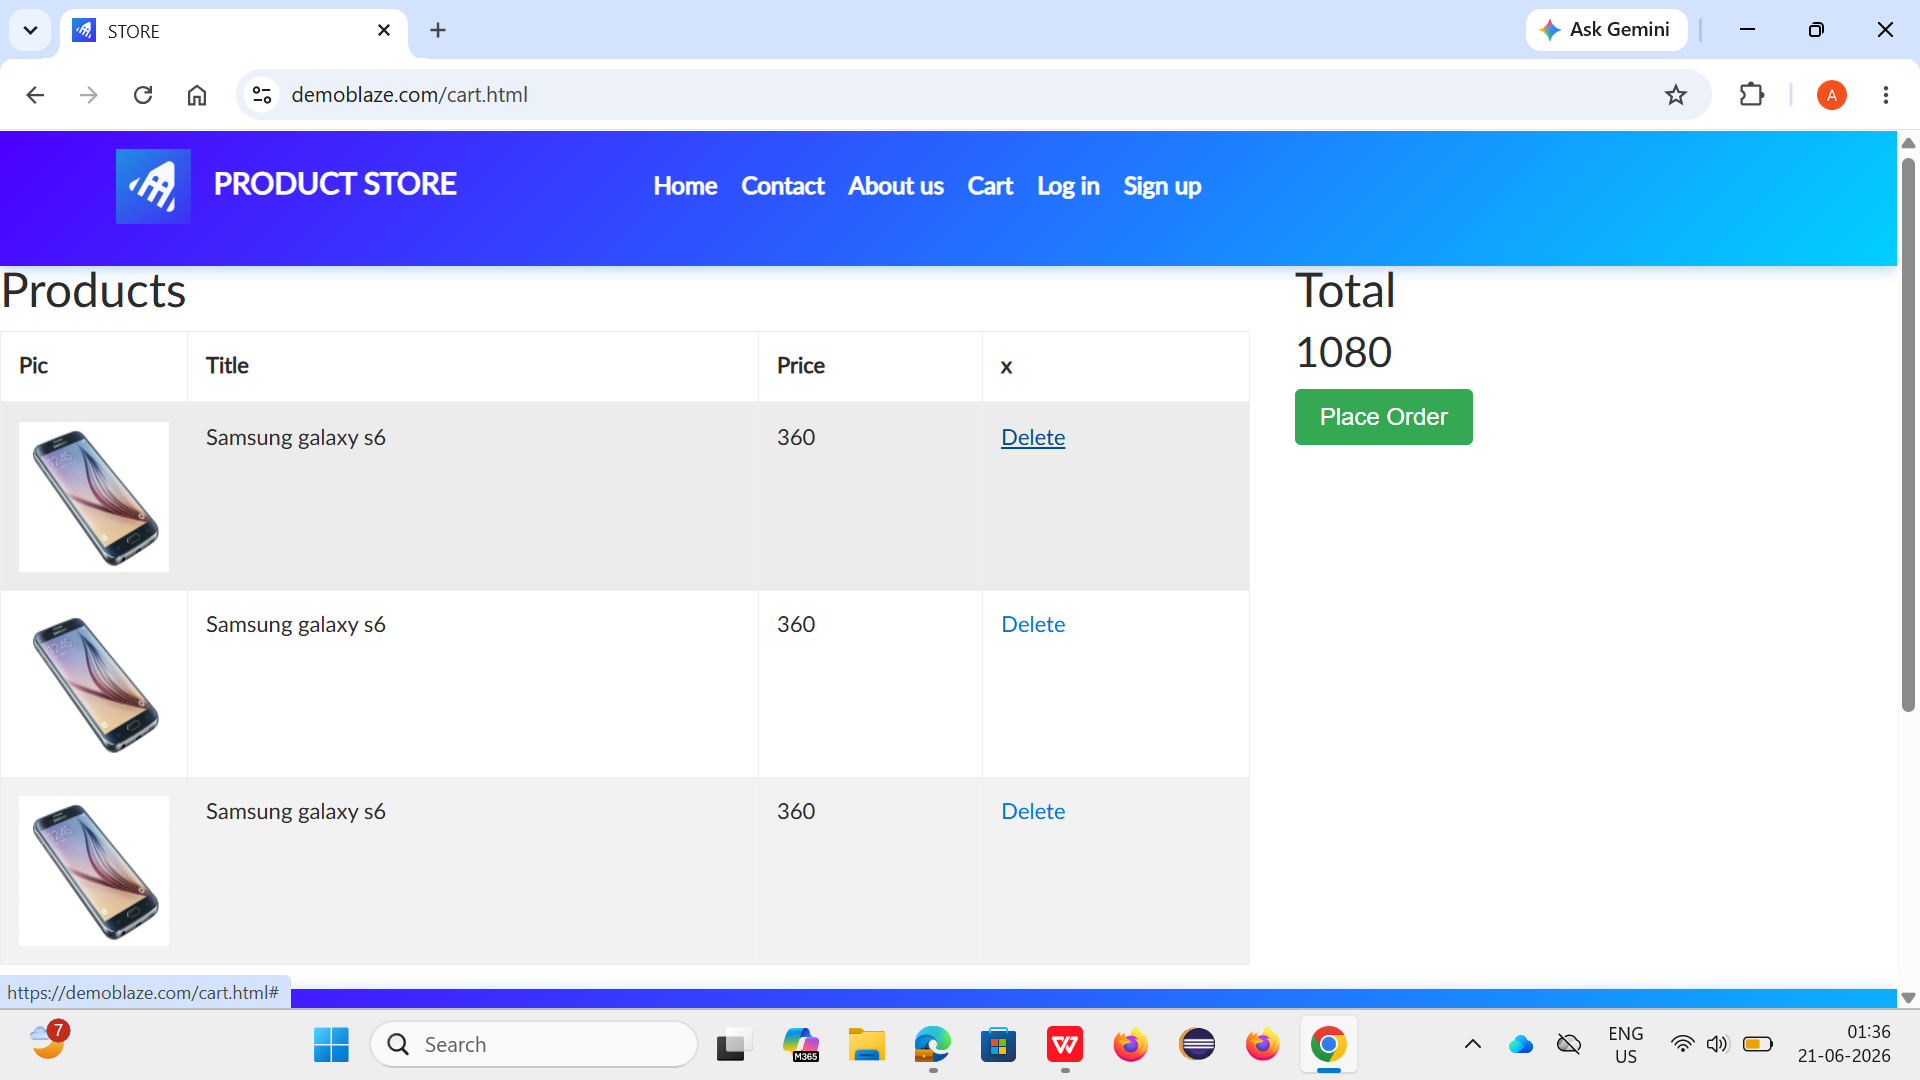 STORE
Ask Gemini
demoblaze.com/cart.html
A
PRODUCT STORE
Home Contact About us Cart Log in Sign up
Products
Total
1080
Place Order
Pic Title Price x
Samsung galaxy s6 360 Delete
Samsung galaxy s6 360 Delete
Samsung galaxy s6 360 Delete
https://demoblaze.com/cart.html#
7
Search
M365
ENG
US
01:36
21-06-2026